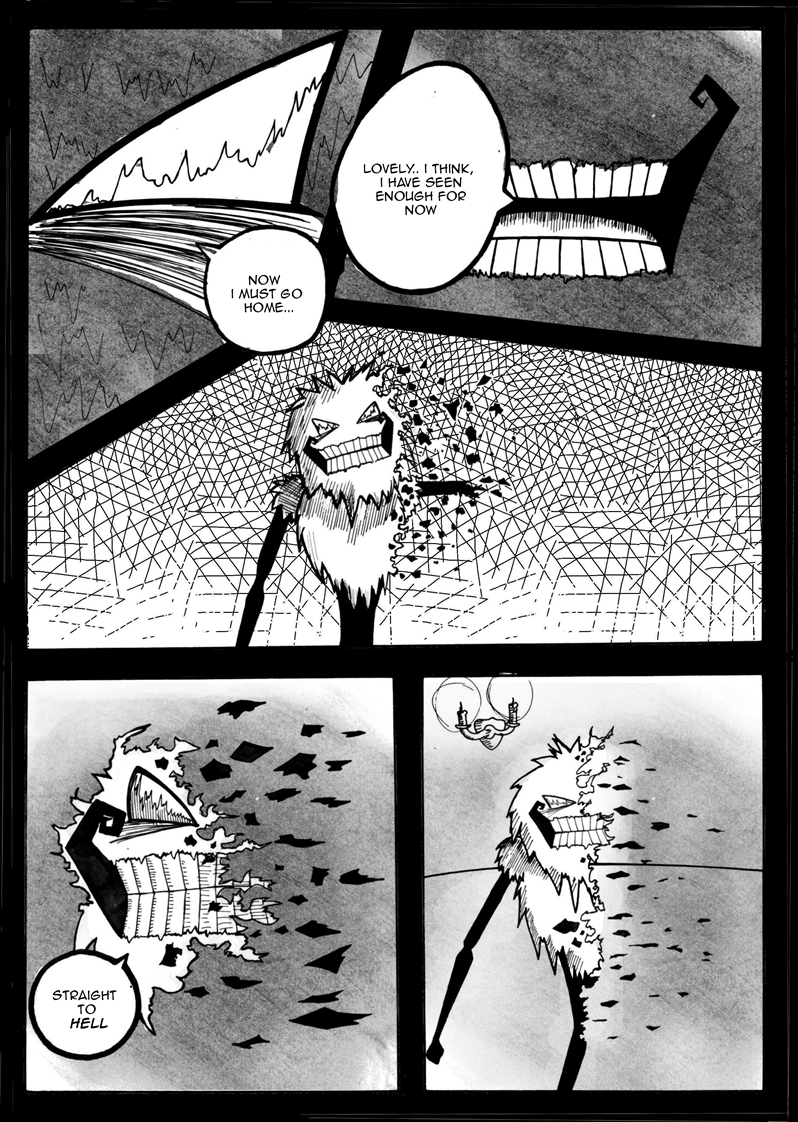 LOVELY.. I THINK,
I HAVE SEEN
ENOUGH FOR
NOW
NOW
I MUST GO
HOME...
STRAIGHT
TO
HELL